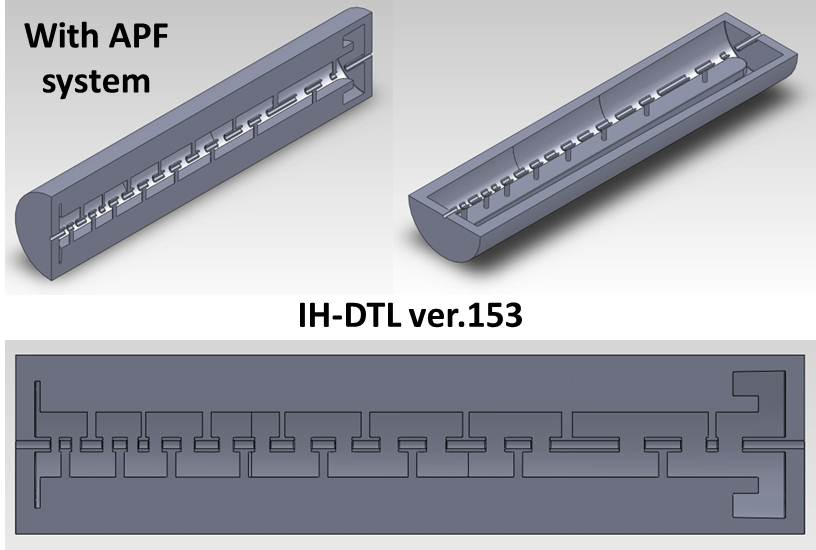 With APF
system
IH-DTL ver.153